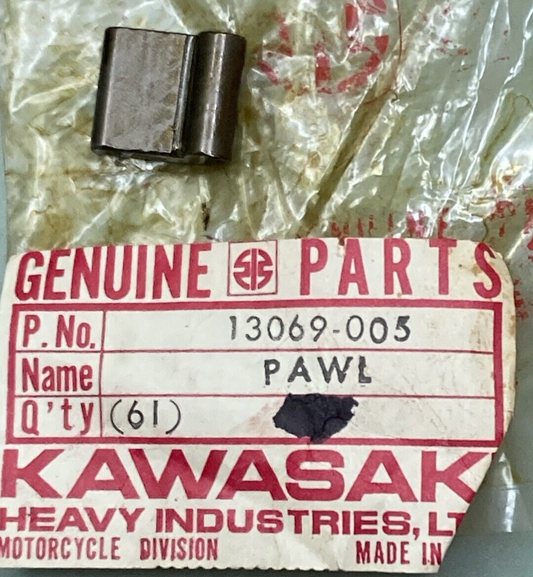 GENUINE PARTS
P. No. 13069-005
Name PAWL
Q'ty (61)
KAWASAK
HEAVY INDUSTRIES, LT
MOTORCYCLE DIVISION MADE IN